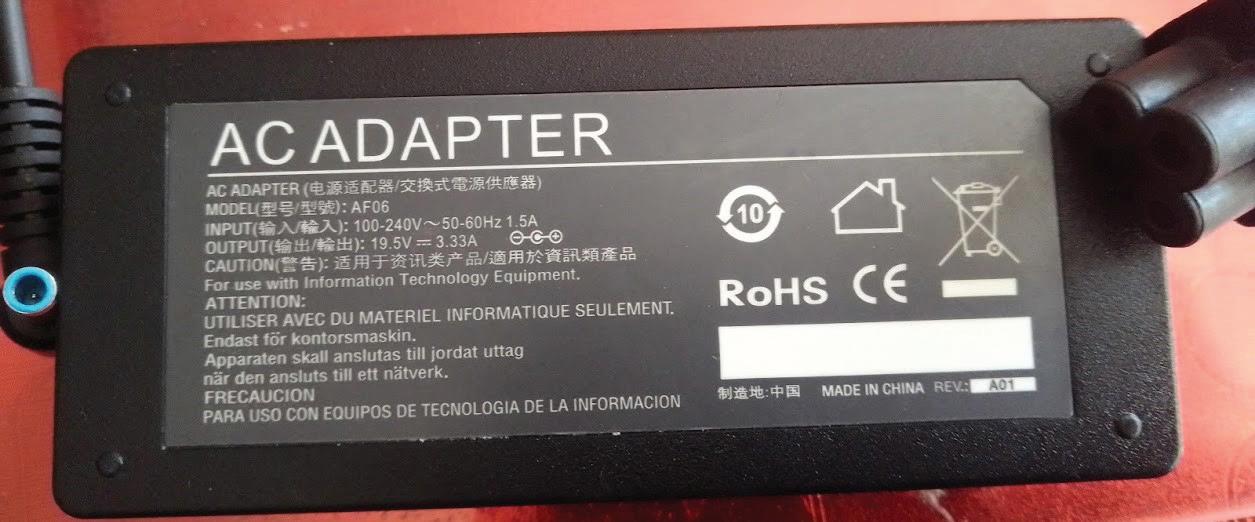 AC ADAPTER
AC ADAPTER (电源适配器/交換式電源供應器)
MODEL(型号/型號): AF06
INPUT(输入/輸入): 100-240V～50-60Hz 1.5A
OUTPUT(输出/輸出): 19.5V ⎓ 3.33A
CAUTION(警告): 适用于资讯类产品/適用於資訊類產品
For use with Information Technology Equipment.
ATTENTION:
UTILISER AVEC DU MATERIEL INFORMATIQUE SEULEMENT.
Endast för kontorsmaskin.
Apparaten skall anslutas till jordat uttag
när den ansluts till ett nätverk.
FRECAUCION
PARA USO CON EQUIPOS DE TECNOLOGIA DE LA INFORMACION
10
RoHS CE
制造地:中国 MADE IN CHINA REV.: A01